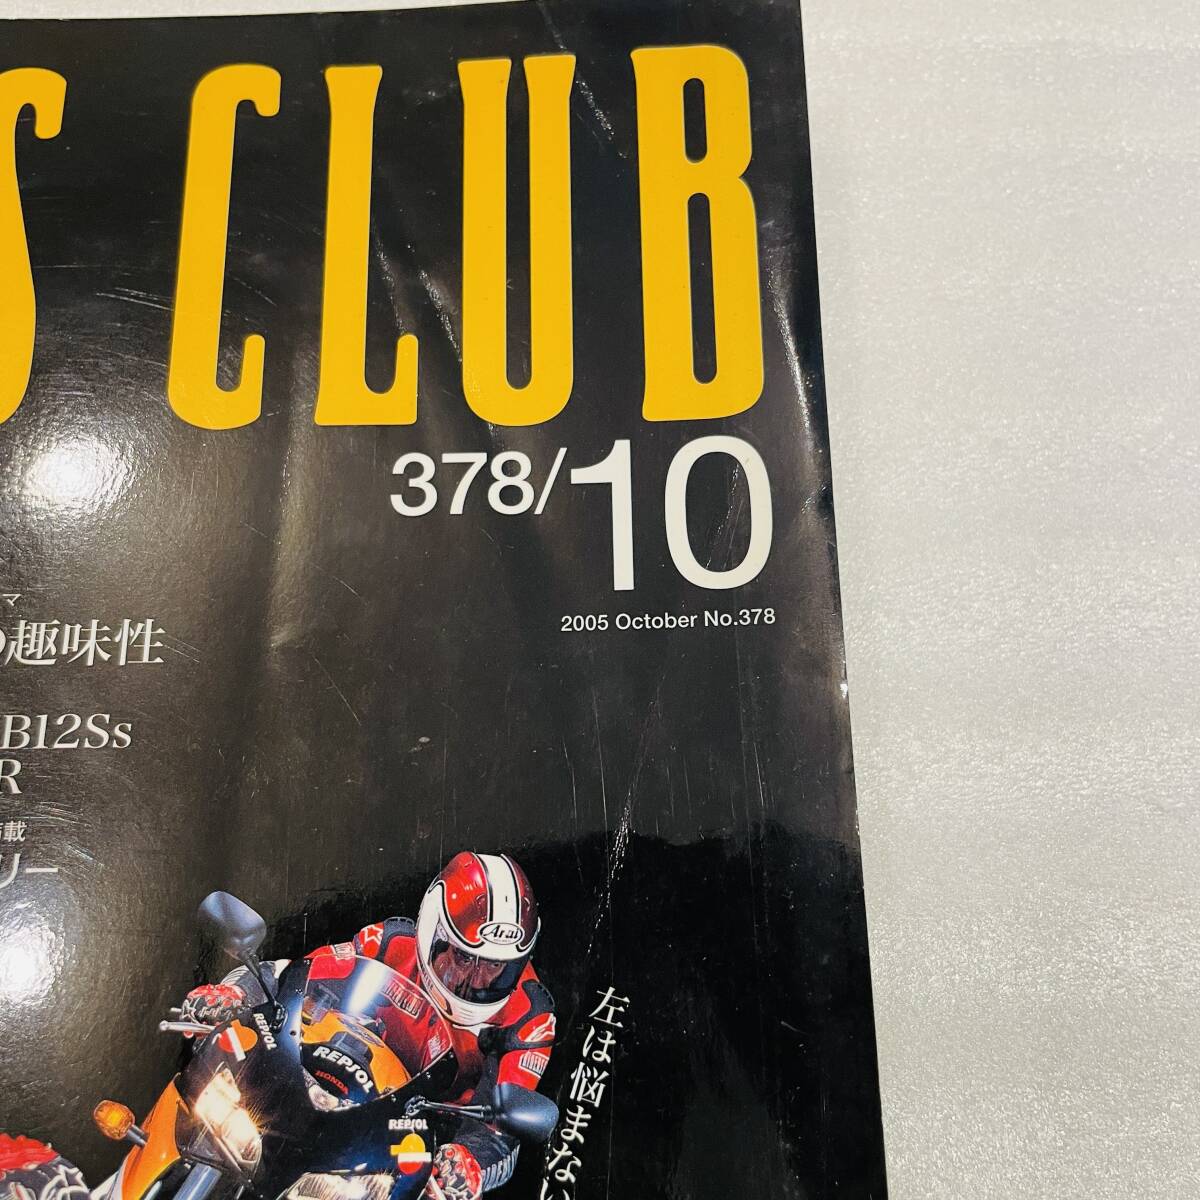 S CLUB
378/10
2005 October No.378
マ
の趣味性
B12Ss
R
載
リー
Arai
REPSOL
REPSOL
HONDA
REPSOL
左は悩まない